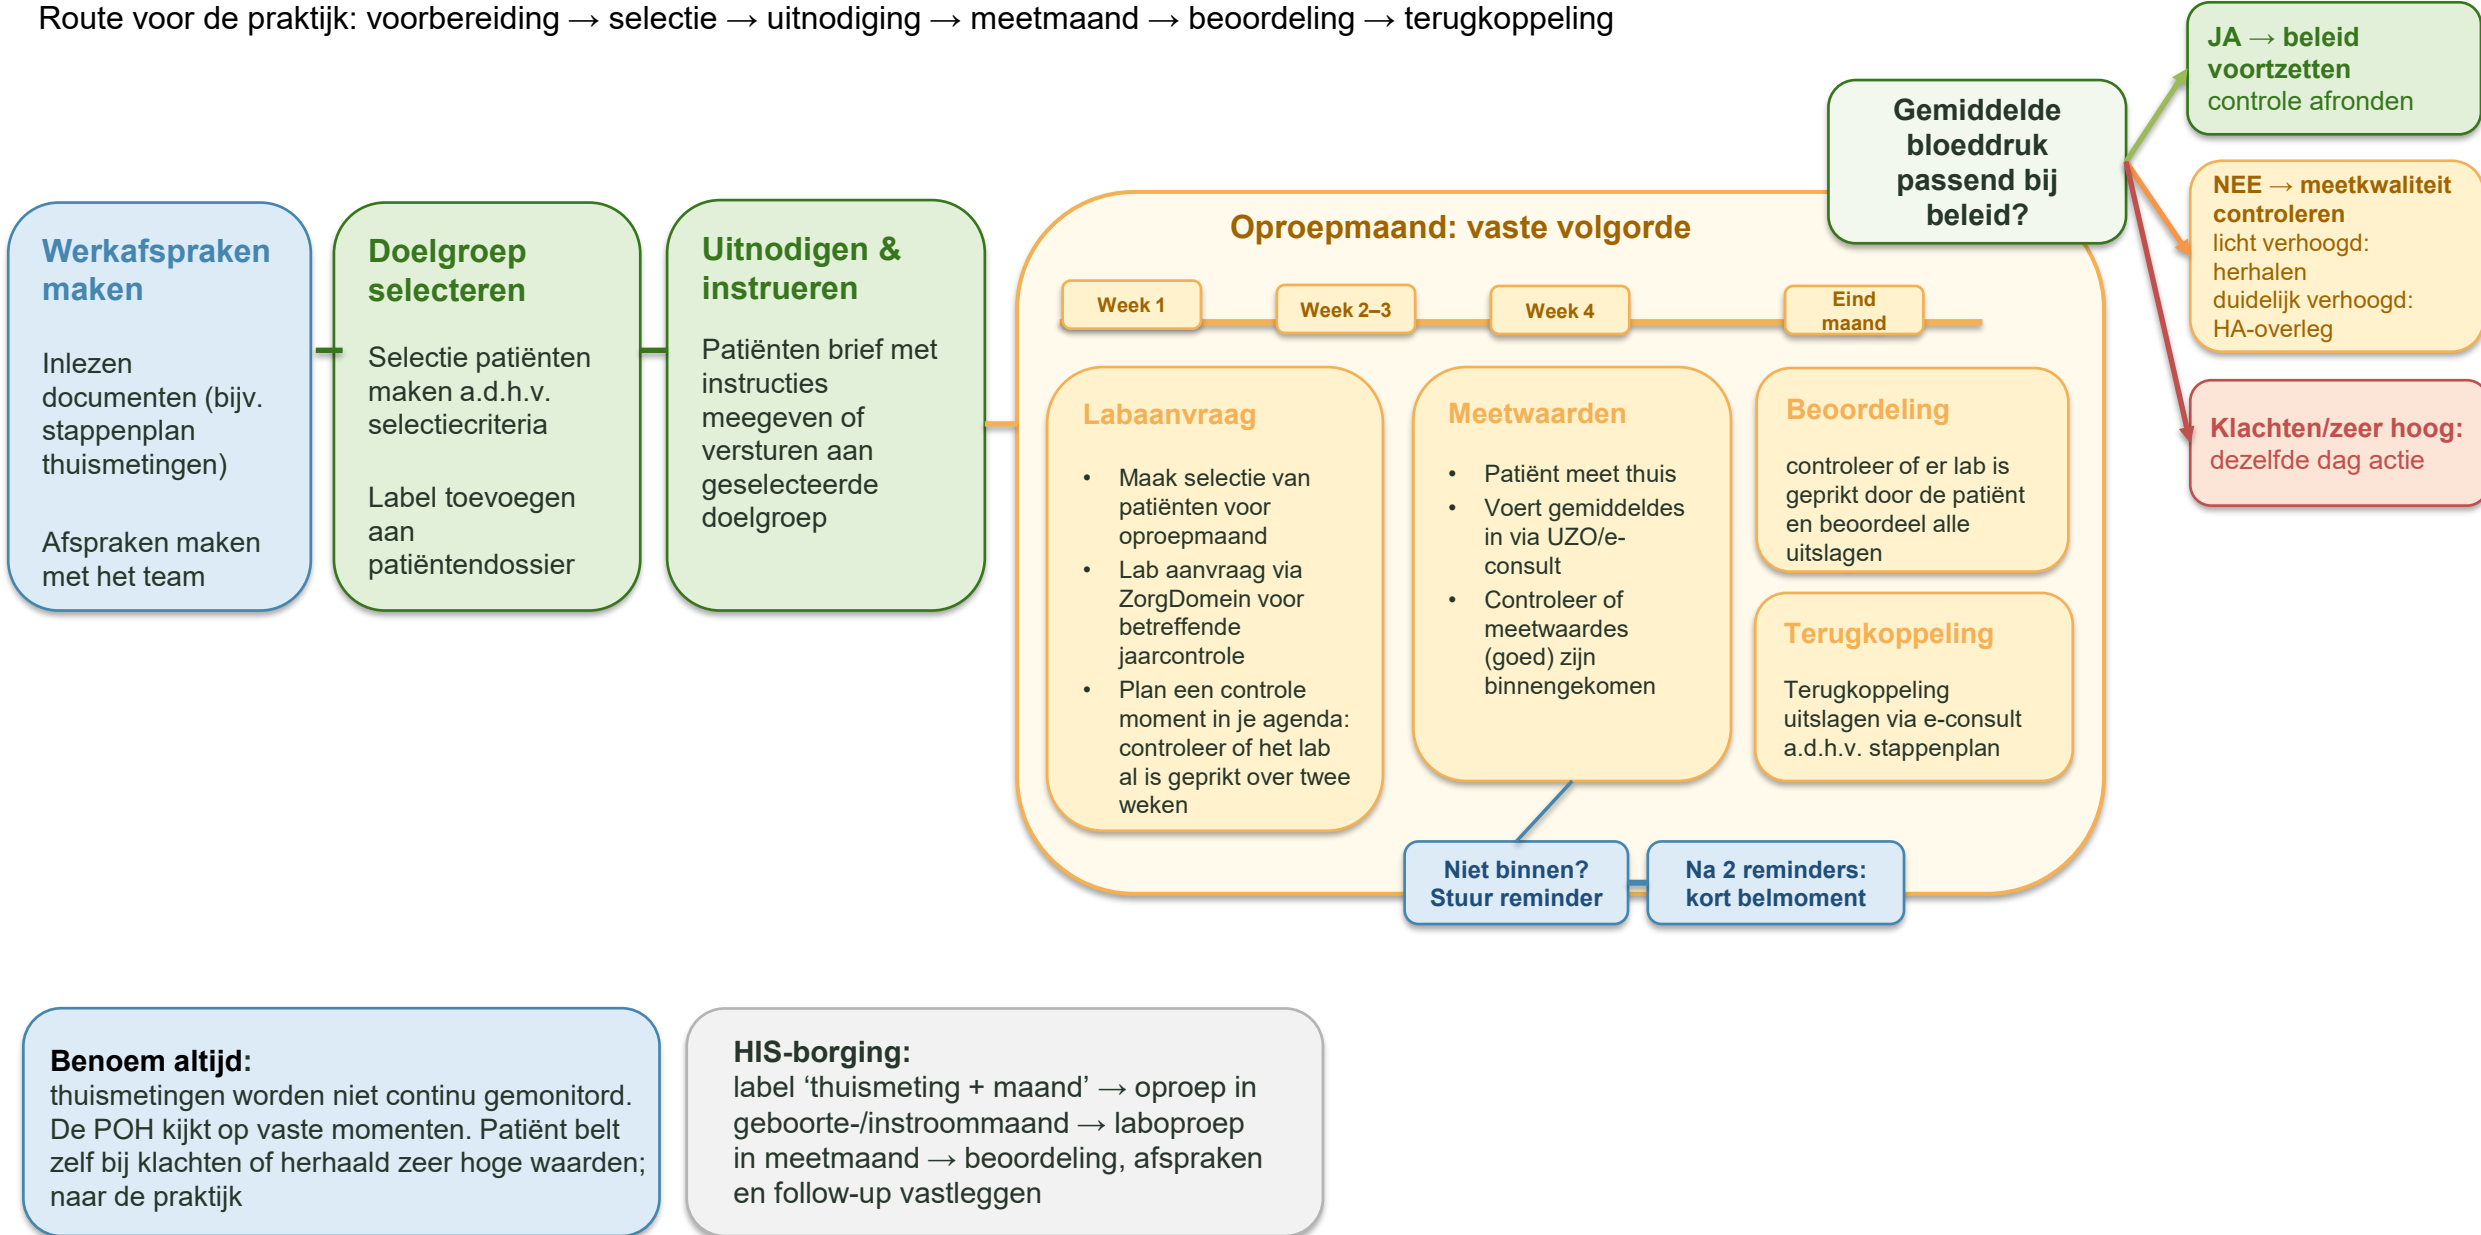 Route voor de praktijk: voorbereiding → selectie → uitnodiging → meetmaand → beoordeling → terugkoppeling
Werkafspraken
maken
Inlezen
documenten (bijv.
stappenplan
thuismetingen)
Afspraken maken
met het team
Doelgroep
selecteren
Selectie patiënten
maken a.d.h.v.
selectiecriteria
Label toevoegen
aan
patiëntendossier
Uitnodigen &
instrueren
Patiënten brief met
instructies
meegeven of
versturen aan
geselecteerde
doelgroep
Oproepmaand: vaste volgorde
Week 1
Week 2–3
Week 4
Eind
maand
Labaanvraag
• Maak selectie van
patiënten voor
oproepmaand
• Lab aanvraag via
ZorgDomein voor
betreffende
jaarcontrole
• Plan een controle
moment in je agenda:
controleer of het lab
al is geprikt over twee
weken
Meetwaarden
• Patiënt meet thuis
• Voert gemiddeldes
in via UZO/e-
consult
• Controleer of
meetwaardes
(goed) zijn
binnengekomen
Beoordeling
controleer of er lab is
geprikt door de patiënt
en beoordeel alle
uitslagen
Terugkoppeling
Terugkoppeling
uitslagen via e-consult
a.d.h.v. stappenplan
Niet binnen?
Stuur reminder
Na 2 reminders:
kort belmoment
Gemiddelde
bloeddruk
passend bij
beleid?
JA → beleid
voortzetten
controle afronden
NEE → meetkwaliteit
controleren
licht verhoogd:
herhalen
duidelijk verhoogd:
HA-overleg
Klachten/zeer hoog:
dezelfde dag actie
Benoem altijd:
thuismetingen worden niet continu gemonitord.
De POH kijkt op vaste momenten. Patiënt belt
zelf bij klachten of herhaald zeer hoge waarden;
naar de praktijk
HIS-borging:
label ‘thuismeting + maand’ → oproep in
geboorte-/instroommaand → laboproep
in meetmaand → beoordeling, afspraken
en follow-up vastleggen